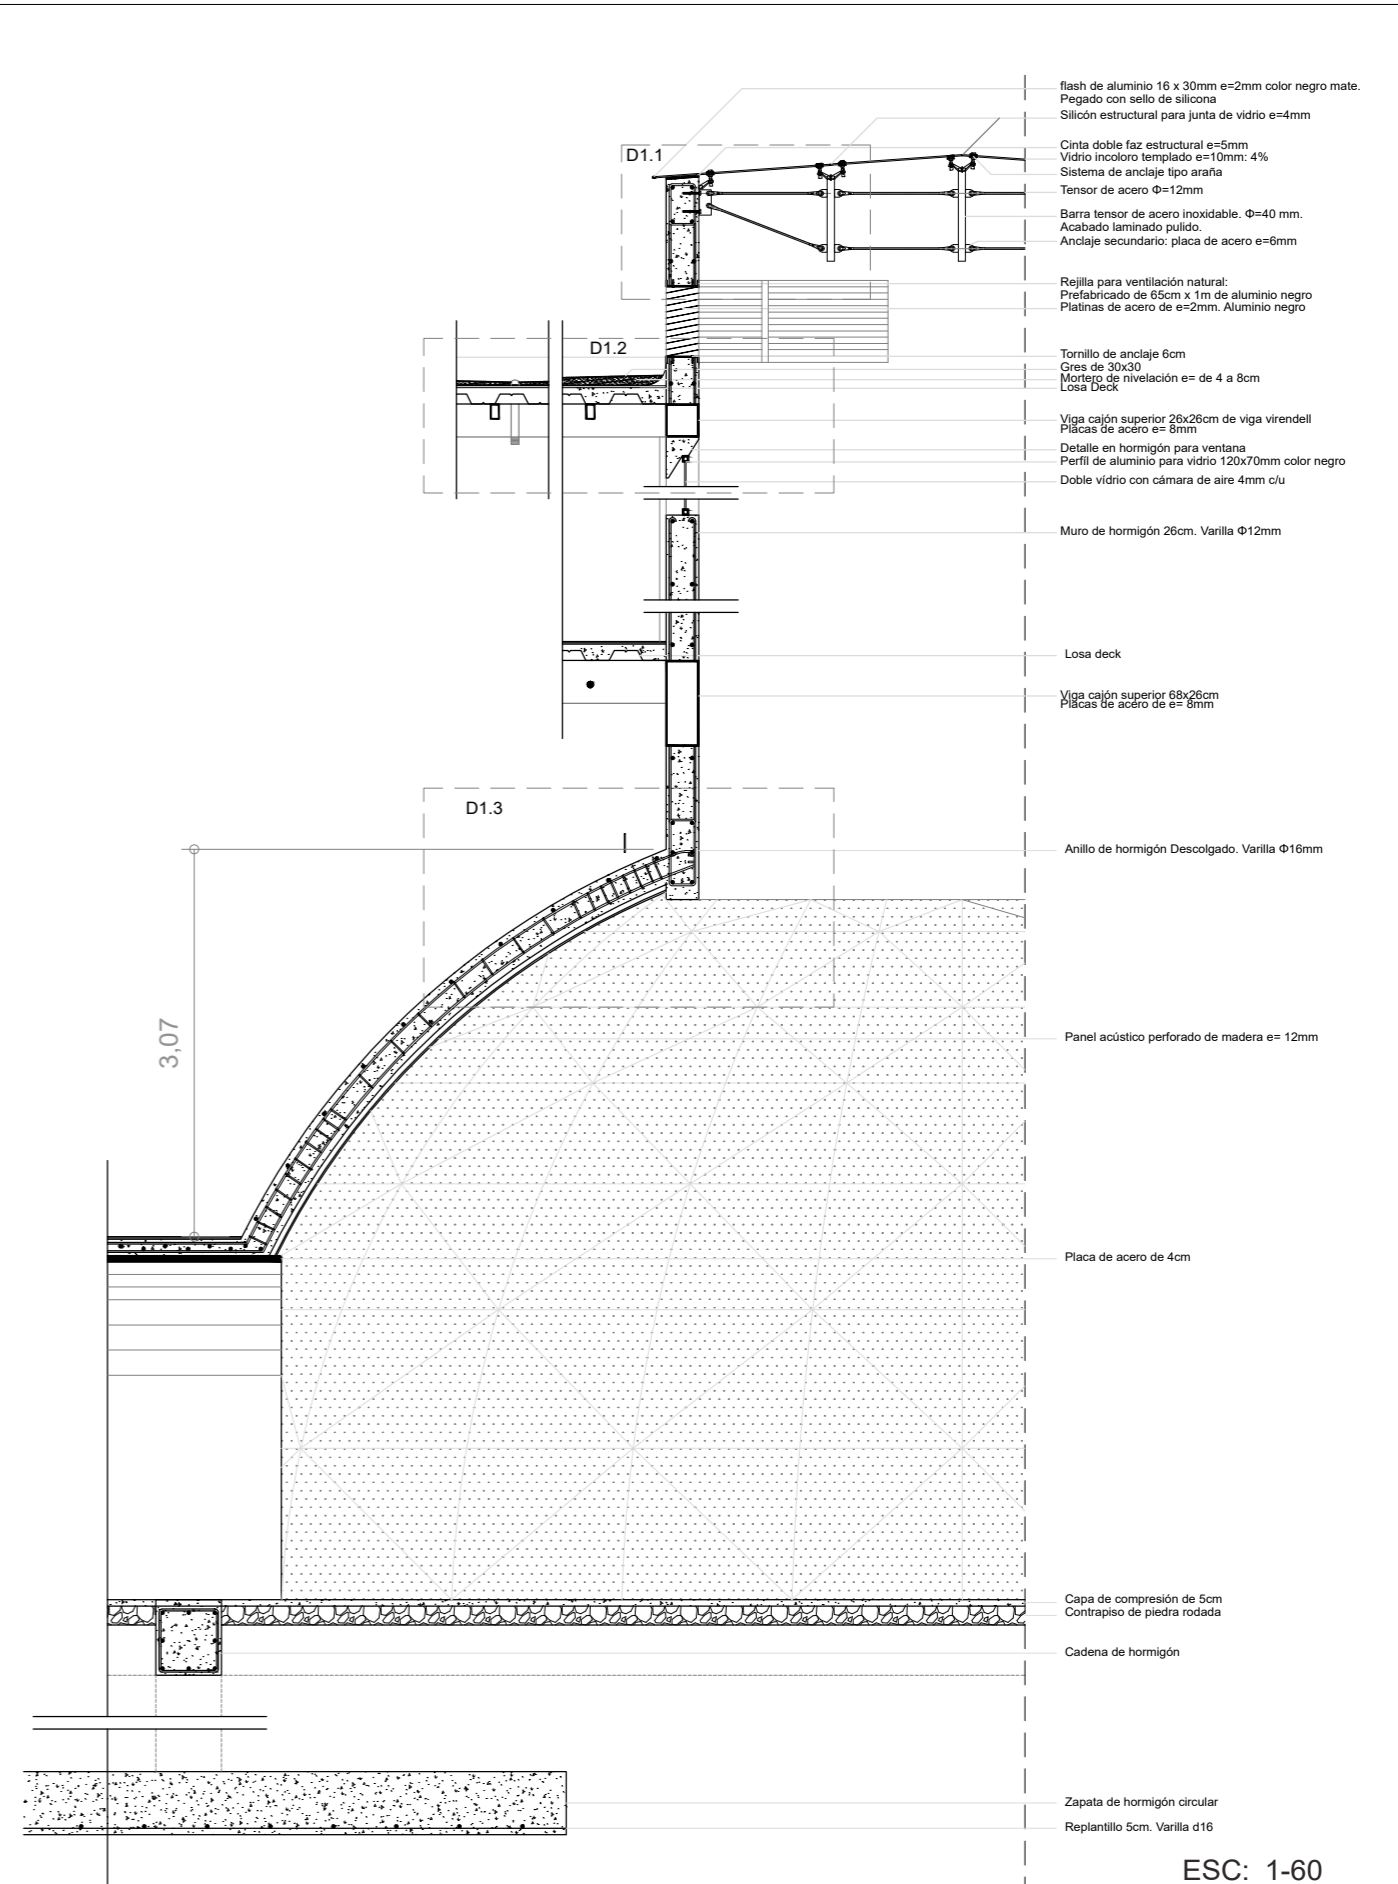 flash de aluminio 16 x 30mm e=2mm color negro mate.
Pegado con sello de silicona
Silicón estructural para junta de vidrio e=4mm
D1.1
Cinta doble faz estructural e=5mm
Vidrio incoloro templado e=10mm: 4%
Sistema de anclaje tipo araña
Tensor de acero Φ=12mm
Barra tensor de acero inoxidable. Φ=40 mm.
Acabado laminado pulido.
Anclaje secundario: placa de acero e=6mm
Rejilla para ventilación natural:
Prefabricado de 65cm x 1m de aluminio negro
Platinas de acero de e=2mm. Aluminio negro
D1.2
Tornillo de anclaje 6cm
Gres de 30x30
Mortero de nivelación e= de 4 a 8cm
Losa Deck
Viga cajón superior 26x26cm de viga virendell
Placas de acero e= 8mm
Detalle en hormigón para ventana
Perfíl de aluminio para vidrio 120x70mm color negro
Doble vídrio con cámara de aire 4mm c/u
Muro de hormigón 26cm. Varilla Φ12mm
Losa deck
Viga cajón superior 68x26cm
Placas de acero de e= 8mm
D1.3
Anillo de hormigón Descolgado. Varilla Φ16mm
3,07
Panel acústico perforado de madera e= 12mm
Placa de acero de 4cm
Capa de compresión de 5cm
Contrapiso de piedra rodada
Cadena de hormigón
Zapata de hormigón circular
Replantillo 5cm. Varilla d16
ESC: 1-60